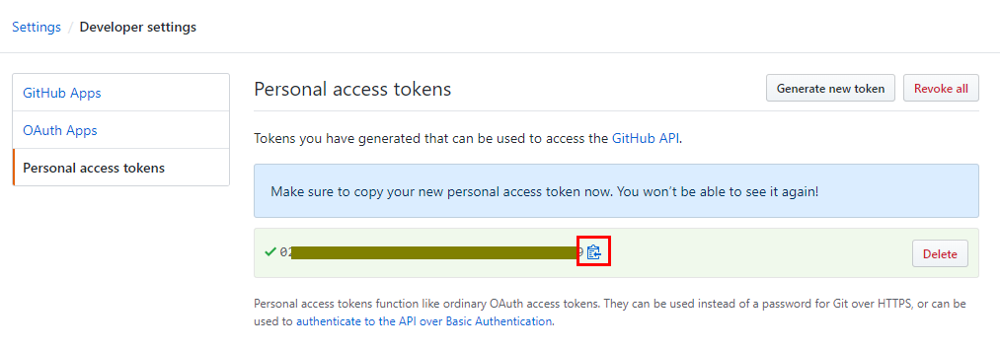 Settings / Developer settings
GitHub Apps
OAuth Apps
Personal access tokens
Personal access tokens
Generate new token
Revoke all
Tokens you have generated that can be used to access the GitHub API.
Make sure to copy your new personal access token now. You won't be able to see it again!
Delete
Personal access tokens function like ordinary OAuth access tokens. They can be used instead of a password for Git over HTTPS, or can be
used to authenticate to the API over Basic Authentication.